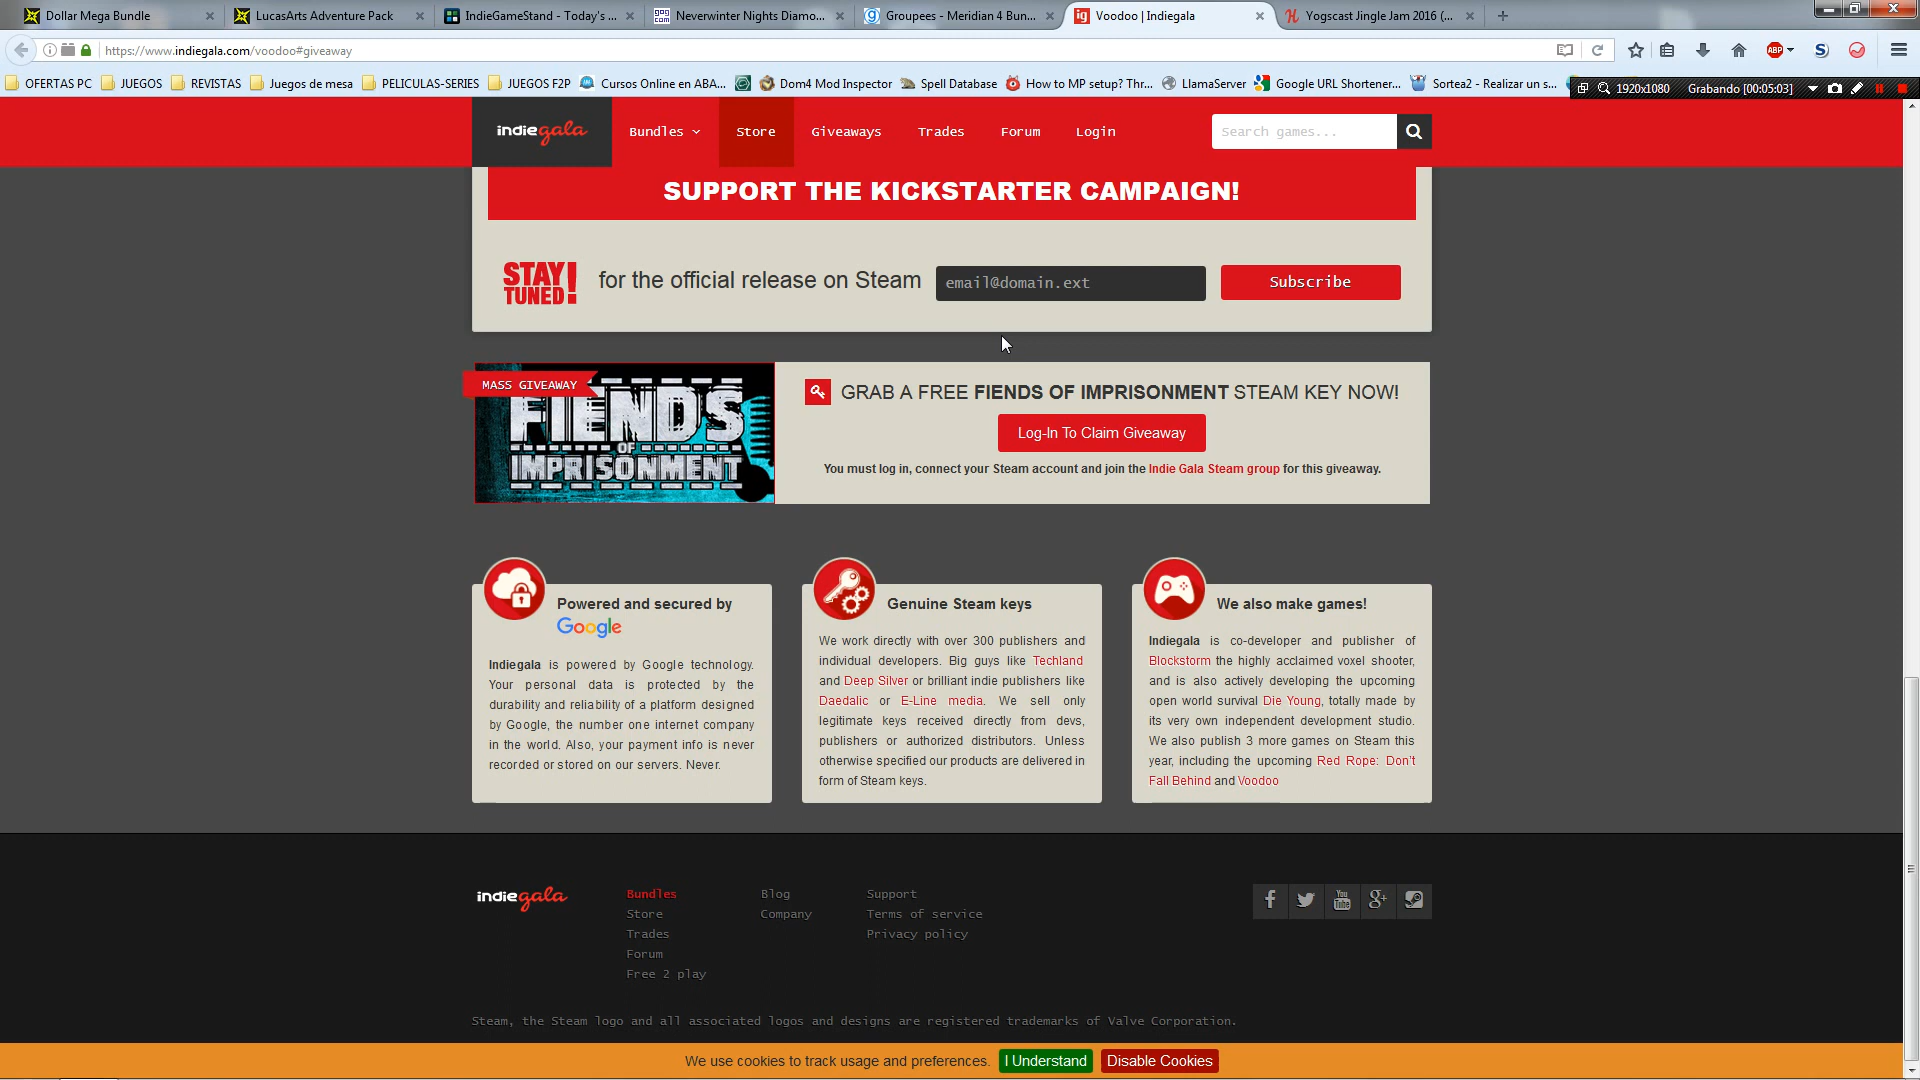 Dollar Mega Bundle
LucasArts Adventure Pack
IndieGameStand - Today's ...
Neverwinter Nights Diamo...
Groupees - Meridian 4 Bun...
Voodoo | Indiegala
Yogscast Jingle Jam 2016 (...
https://www.indiegala.com/voodoo#giveaway
OFERTAS PC
JUEGOS
REVISTAS
Juegos de mesa
PELICULAS-SERIES
JUEGOS F2P
Cursos Online en ABA...
Dom4 Mod Inspector
Spell Database
How to MP setup? Thr...
LlamaServer
Google URL Shortener...
Sortea2 - Realizar un s...
1920x1080
Grabando [00:05:03]
indiegala
Bundles
Store
Giveaways
Trades
Forum
Login
Search games...
SUPPORT THE KICKSTARTER CAMPAIGN!
STAY TUNED!
for the official release on Steam
email@domain.ext
Subscribe
MASS GIVEAWAY
FIENDS
OF
IMPRISONMENT
GRAB A FREE FIENDS OF IMPRISONMENT STEAM KEY NOW!
Log-In To Claim Giveaway
You must log in, connect your Steam account and join the Indie Gala Steam group for this giveaway.
Powered and secured by
Google
Indiegala is powered by Google technology.
Your personal data is protected by the
durability and reliability of a platform designed
by Google, the number one internet company
in the world. Also, your payment info is never
recorded or stored on our servers. Never.
Genuine Steam keys
We work directly with over 300 publishers and
individual developers. Big guys like Techland
and Deep Silver or brilliant indie publishers like
Daedalic or E-Line media. We sell only
legitimate keys received directly from devs,
publishers or authorized distributors. Unless
otherwise specified our products are delivered in
form of Steam keys.
We also make games!
Indiegala is co-developer and publisher of
Blockstorm the highly acclaimed voxel shooter,
and is also actively developing the upcoming
open world survival Die Young, totally made by
its very own independent development studio.
We also publish 3 more games on Steam this
year, including the upcoming Red Rope: Don't
Fall Behind and Voodoo
indiegala
Bundles
Store
Trades
Forum
Free 2 play
Blog
Company
Support
Terms of service
Privacy policy
Steam, the Steam logo and all associated logos and designs are registered trademarks of Valve Corporation.
We use cookies to track usage and preferences.
I Understand
Disable Cookies